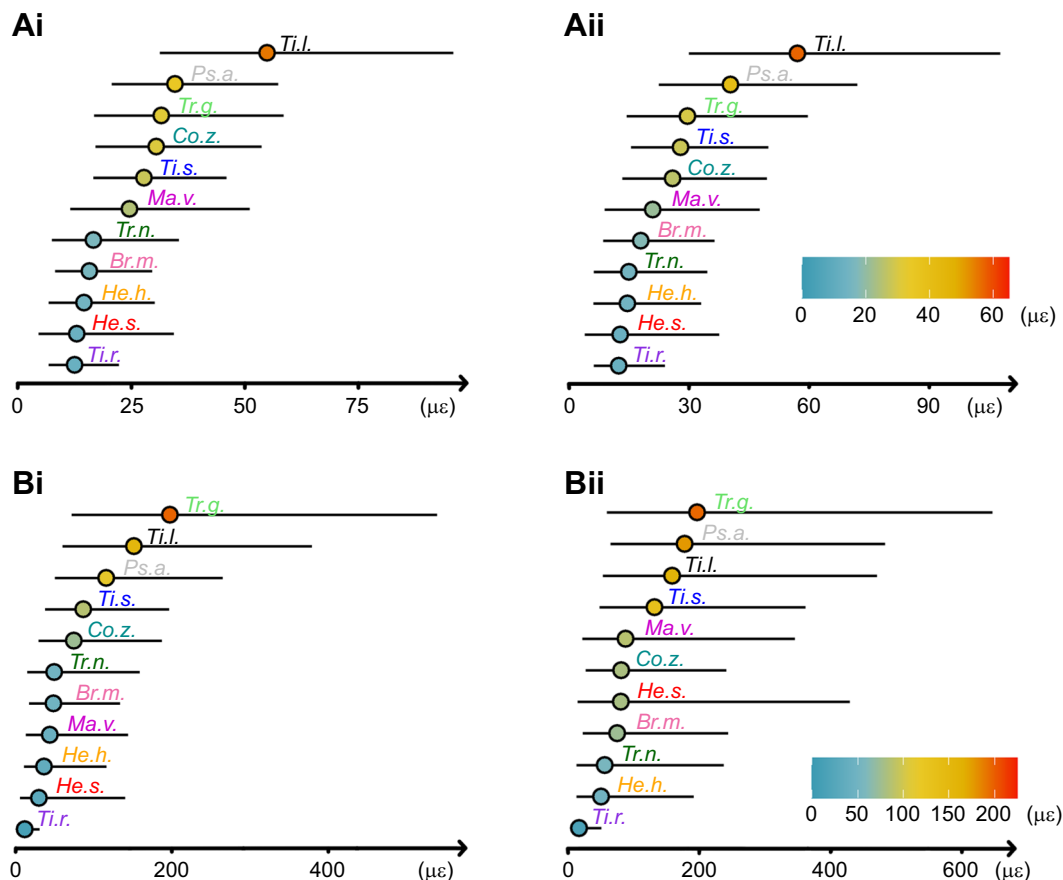 Ai
Ti.l.
Ps.a.
Tr.g.
Co.z.
Ti.s.
Ma.v.
Tr.n.
Br.m.
He.h.
He.s.
Ti.r.
0 25 50 75 (με)
Aii
Ti.l.
Ps.a.
Tr.g.
Ti.s.
Co.z.
Ma.v.
Br.m.
Tr.n.
He.h.
He.s.
Ti.r.
0 20 40 60 (με)
0 30 60 90 (με)
Bi
Tr.g.
Ti.l.
Ps.a.
Ti.s.
Co.z.
Tr.n.
Br.m.
Ma.v.
He.h.
He.s.
Ti.r.
0 200 400 (με)
Bii
Tr.g.
Ps.a.
Ti.l.
Ti.s.
Ma.v.
Co.z.
He.s.
Br.m.
Tr.n.
He.h.
Ti.r.
0 50 100 150 200 (με)
0 200 400 600 (με)